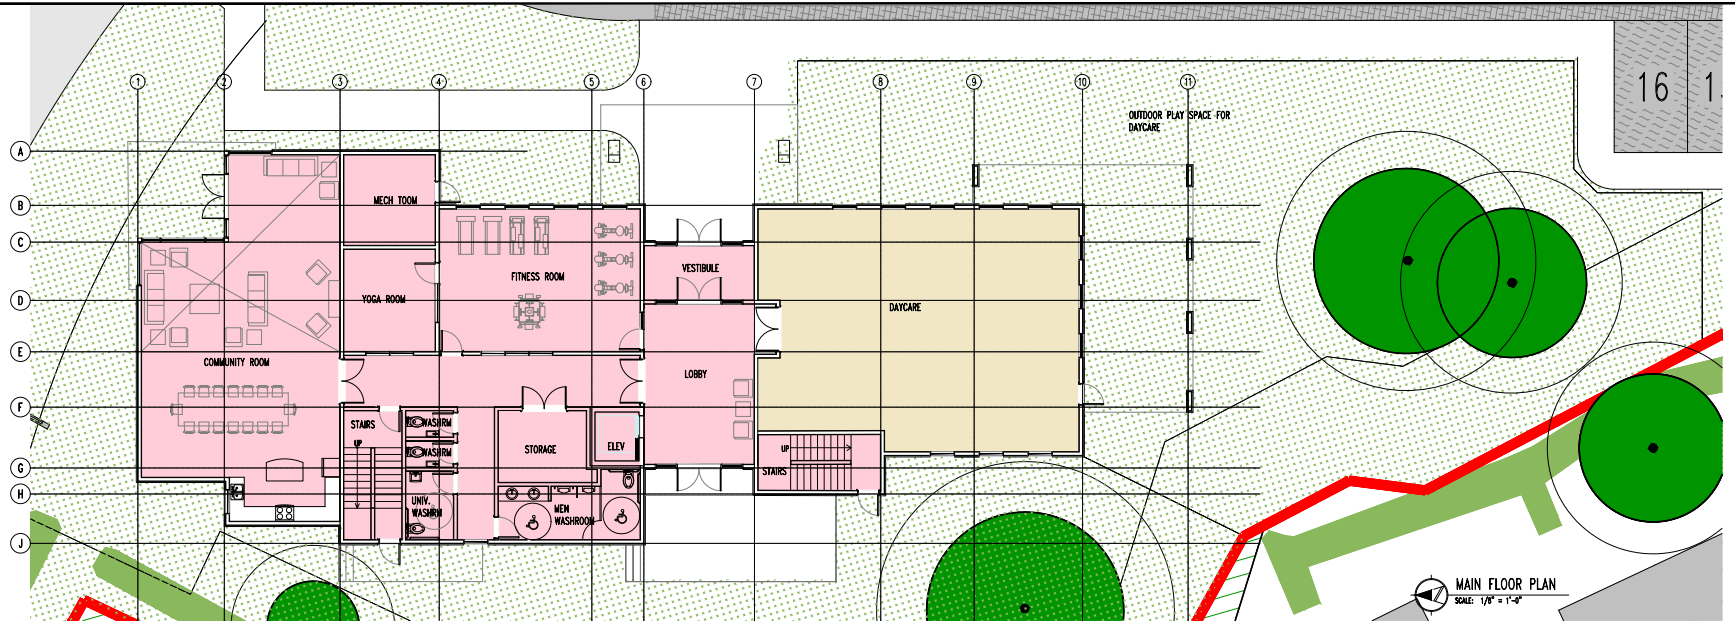 16
1
1
2
3
4
5
6
7
8
9
10
11
OUTDOOR PLAY SPACE FOR
DAYCARE
A
B
C
D
E
F
G
H
J
MECH TOOM
YOGA ROOM
FITNESS ROOM
VESTIBULE
DAYCARE
COMMUNITY ROOM
LOBBY
STAIRS
UP
WASHRM
WASHRM
STORAGE
ELEV
UP
STAIRS
UNIV.
WASHRM
MEN
WASHROOM
MAIN FLOOR PLAN
SCALE: 1/8" = 1'-0"